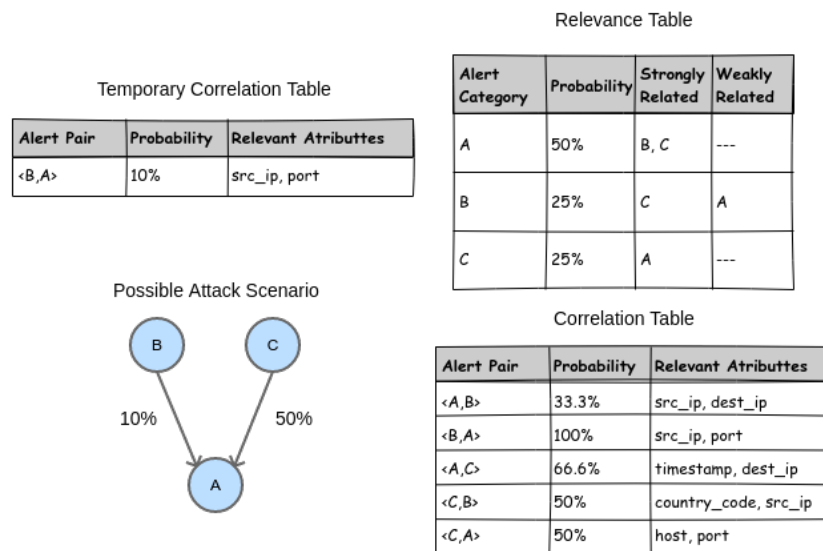 Relevance Table
Alert Category Probability Strongly Related Weakly Related
A 50% B, C ---
B 25% C A
C 25% A ---
Temporary Correlation Table
Alert Pair Probability Relevant Atributtes
<B,A> 10% src_ip, port
Possible Attack Scenario
B C
10% 50%
A
Correlation Table
Alert Pair Probability Relevant Atributtes
<A,B> 33.3% src_ip, dest_ip
<B,A> 100% src_ip, port
<A,C> 66.6% timestamp, dest_ip
<C,B> 50% country_code, src_ip
<C,A> 50% host, port